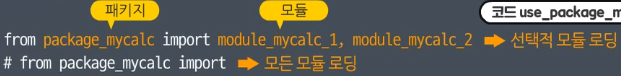 패키지 모듈 코드 use_package_m
from package_mycalc import module_mycalc_1, module_mycalc_2 ➡ 선택적 모듈 로딩
# from package_mycalc import ➡ 모든 모듈 로딩